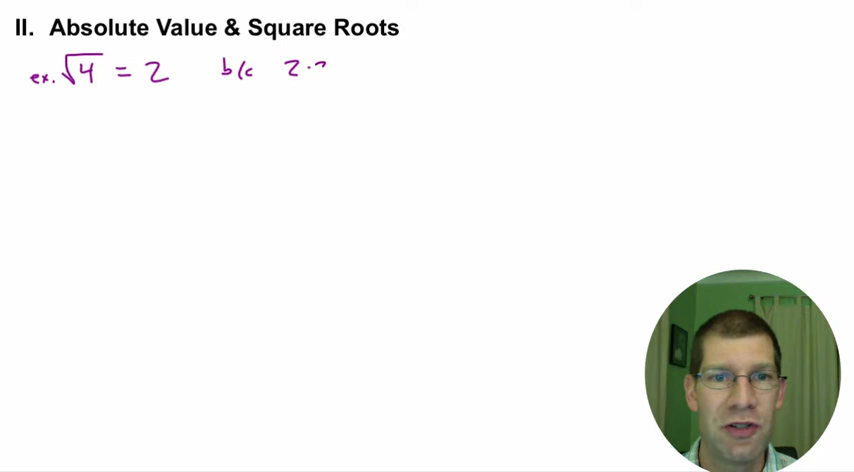 II. Absolute Value & Square Roots
ex. √4 = 2 b/c 2 ·